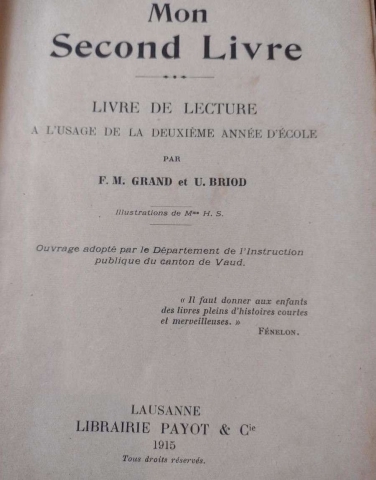 Mon
Second Livre
LIVRE DE LECTURE
A L'USAGE DE LA DEUXIÈME ANNÉE D'ÉCOLE
PAR
F. M. GRAND et U. BRIOD
Illustrations de Mme H. S.
Ouvrage adopté par le Département de l'Instruction
publique du canton de Vaud.
« Il faut donner aux enfants
des livres pleins d'histoires courtes
et merveilleuses. »
FÉNELON.
LAUSANNE
LIBRAIRIE PAYOT & Cie
1915
Tous droits réservés.